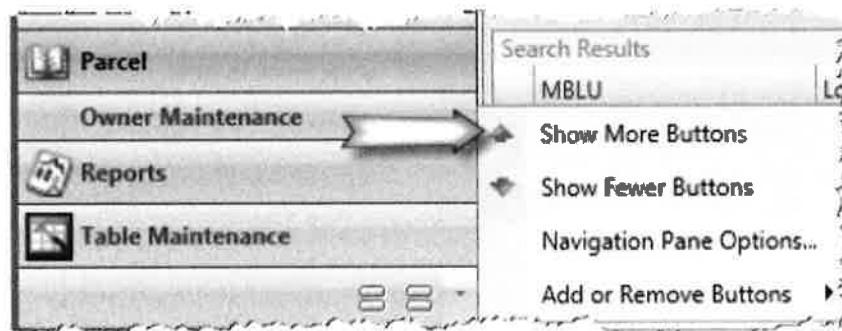 Parcel
Owner Maintenance
Reports
Table Maintenance
Search Results
MBLU
Show More Buttons
Show Fewer Buttons
Navigation Pane Options...
Add or Remove Buttons